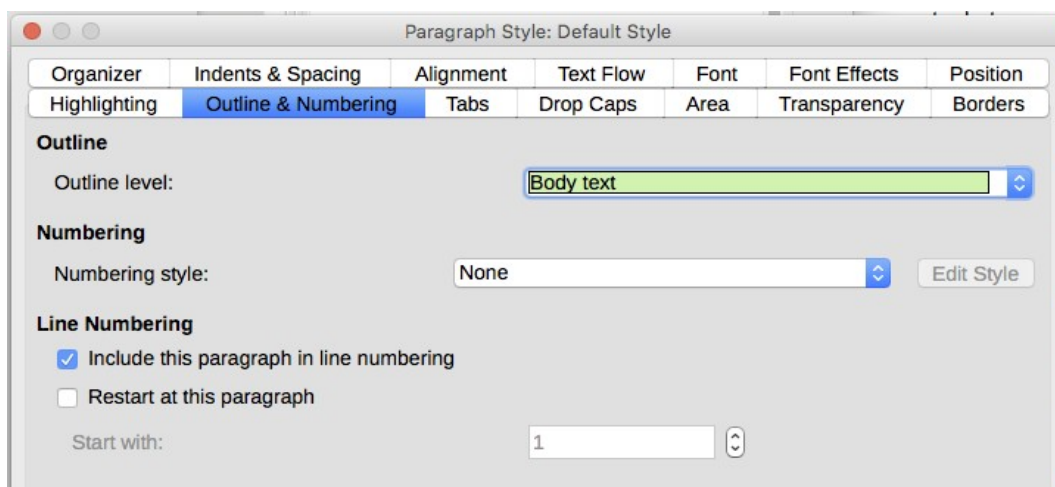 Paragraph Style: Default Style
Organizer Indents & Spacing Alignment Text Flow Font Font Effects Position
Highlighting Outline & Numbering Tabs Drop Caps Area Transparency Borders
Outline
Outline level: Body text
Numbering
Numbering style: None Edit Style
Line Numbering
Include this paragraph in line numbering
Restart at this paragraph
Start with: 1